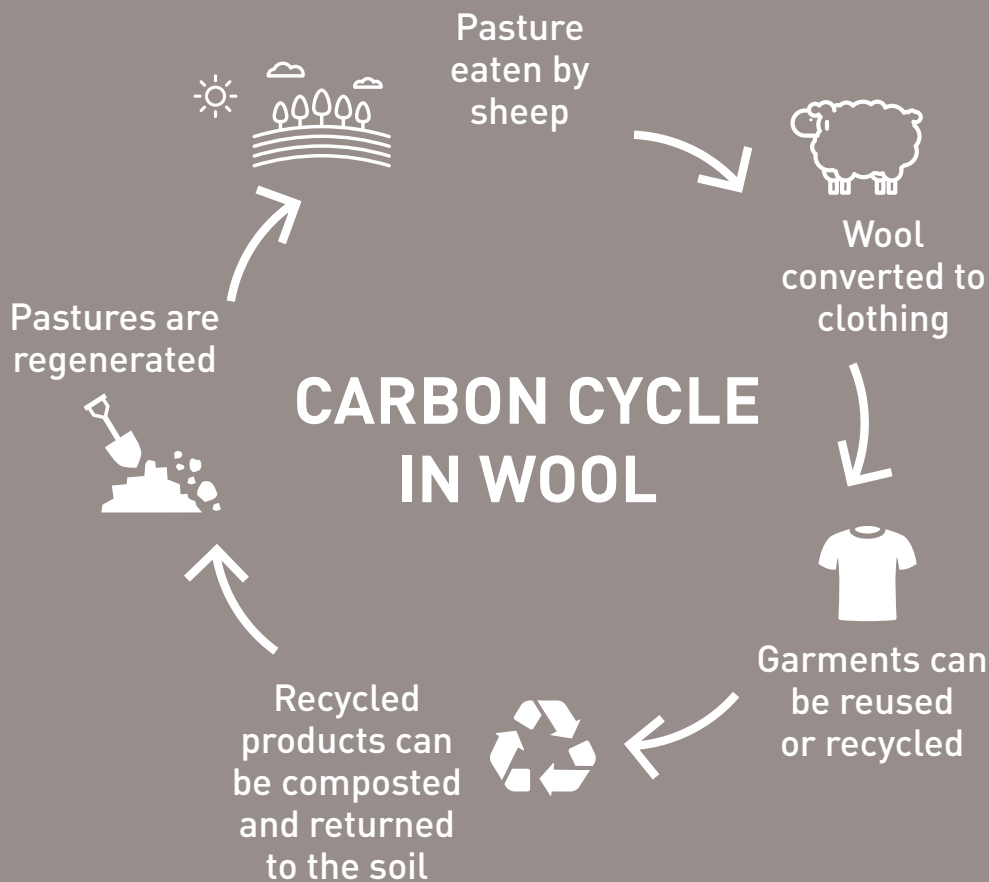 Pasture
eaten by
sheep
Wool
converted to
clothing
Garments can
be reused
or recycled
Recycled
products can
be composted
and returned
to the soil
Pastures are
regenerated
CARBON CYCLE
IN WOOL